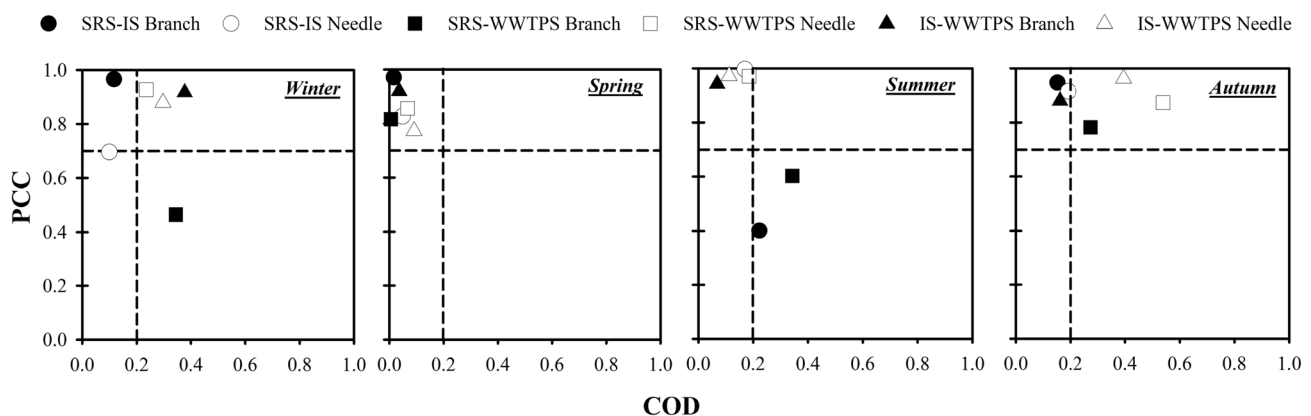 SRS-IS Branch SRS-IS Needle SRS-WWTPS Branch SRS-WWTPS Needle IS-WWTPS Branch IS-WWTPS Needle
PCC
1.0
0.8
0.6
0.4
0.2
0.0
Winter
Spring
Summer
Autumn
0.0 0.2 0.4 0.6 0.8 1.0
0.0 0.2 0.4 0.6 0.8 1.0
0.0 0.2 0.4 0.6 0.8 1.0
0.0 0.2 0.4 0.6 0.8 1.0
COD